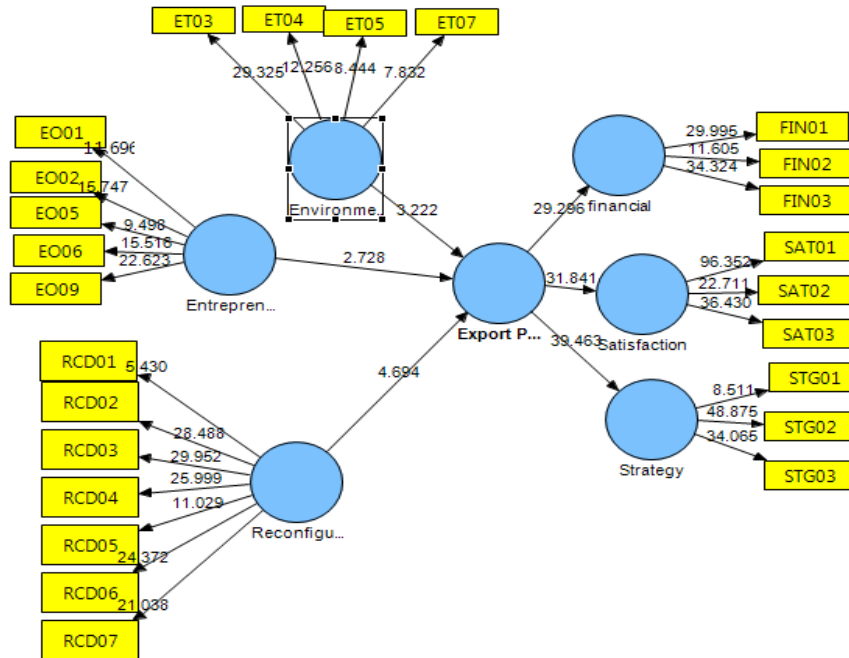 ET03
ET04
ET05
ET07
29.325
12.256
8.444
7.832
EO01
EO02
EO05
EO06
EO09
11.696
15.747
9.498
15.516
22.623
Environme..
Entrepren...
3.222
2.728
4.694
Export P...
29.296
31.841
39.463
financial
Satisfaction
Strategy
29.995
11.605
34.324
FIN01
FIN02
FIN03
96.352
22.711
36.430
SAT01
SAT02
SAT03
8.511
48.875
34.065
STG01
STG02
STG03
RCD01
RCD02
RCD03
RCD04
RCD05
RCD06
RCD07
5.430
28.488
29.952
25.999
11.029
24.372
21.038
Reconfigu...